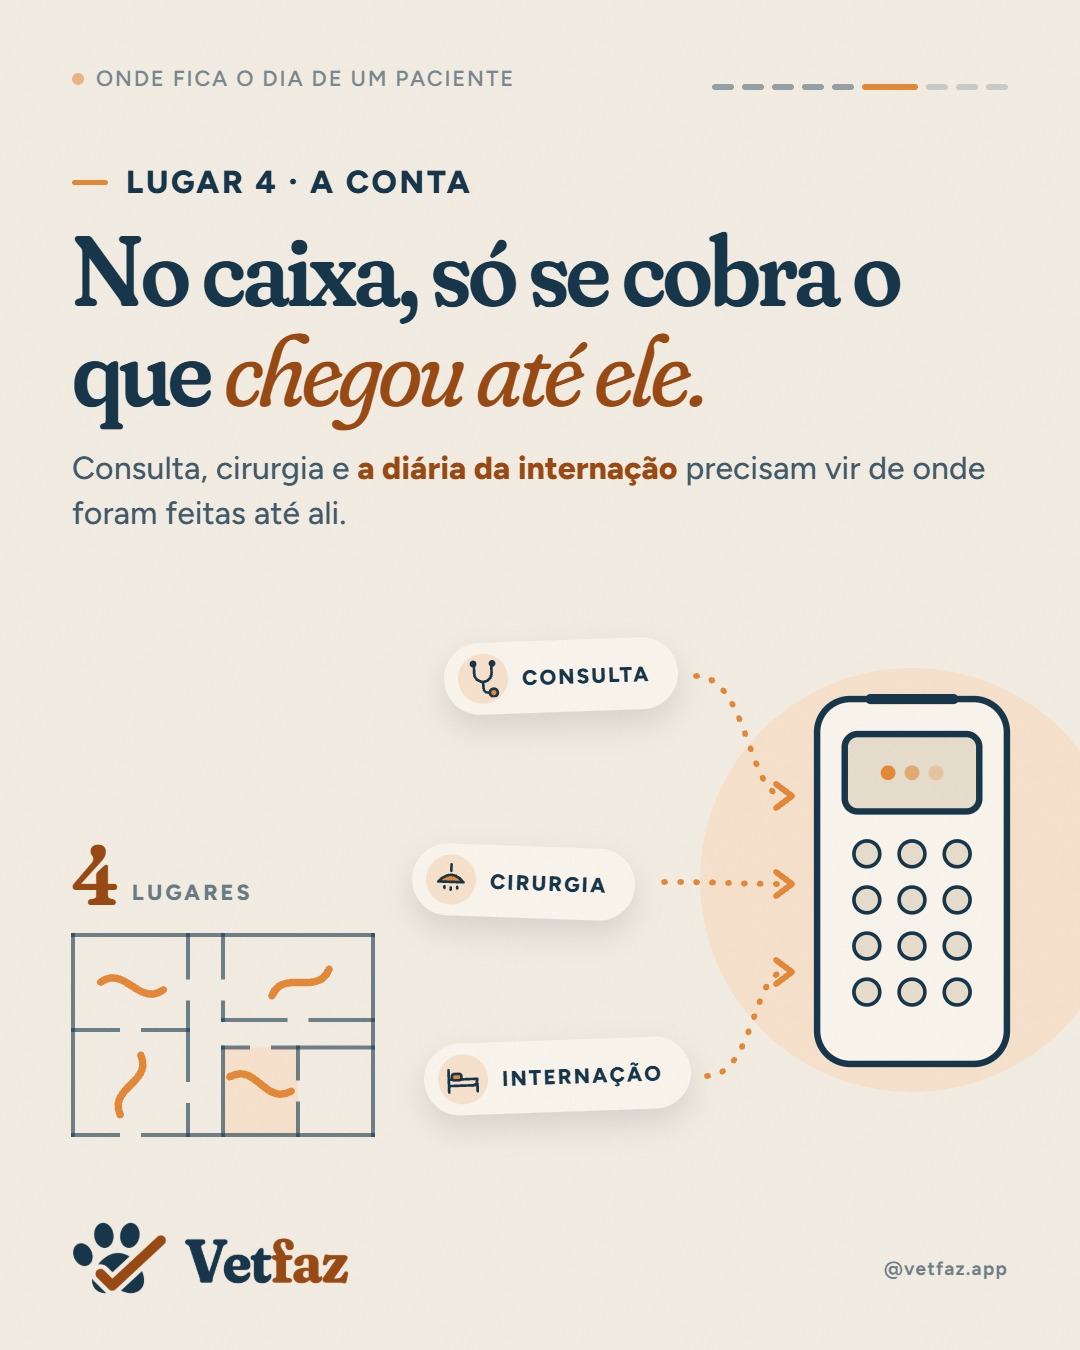 ONDE FICA O DIA DE UM PACIENTE
LUGAR 4 · A CONTA
No caixa, só se cobra o
que chegou até ele.
Consulta, cirurgia e a diária da internação precisam vir de onde
foram feitas até ali.
CONSULTA
CIRURGIA
INTERNAÇÃO
4 LUGARES
Vetfaz
@vetfaz.app